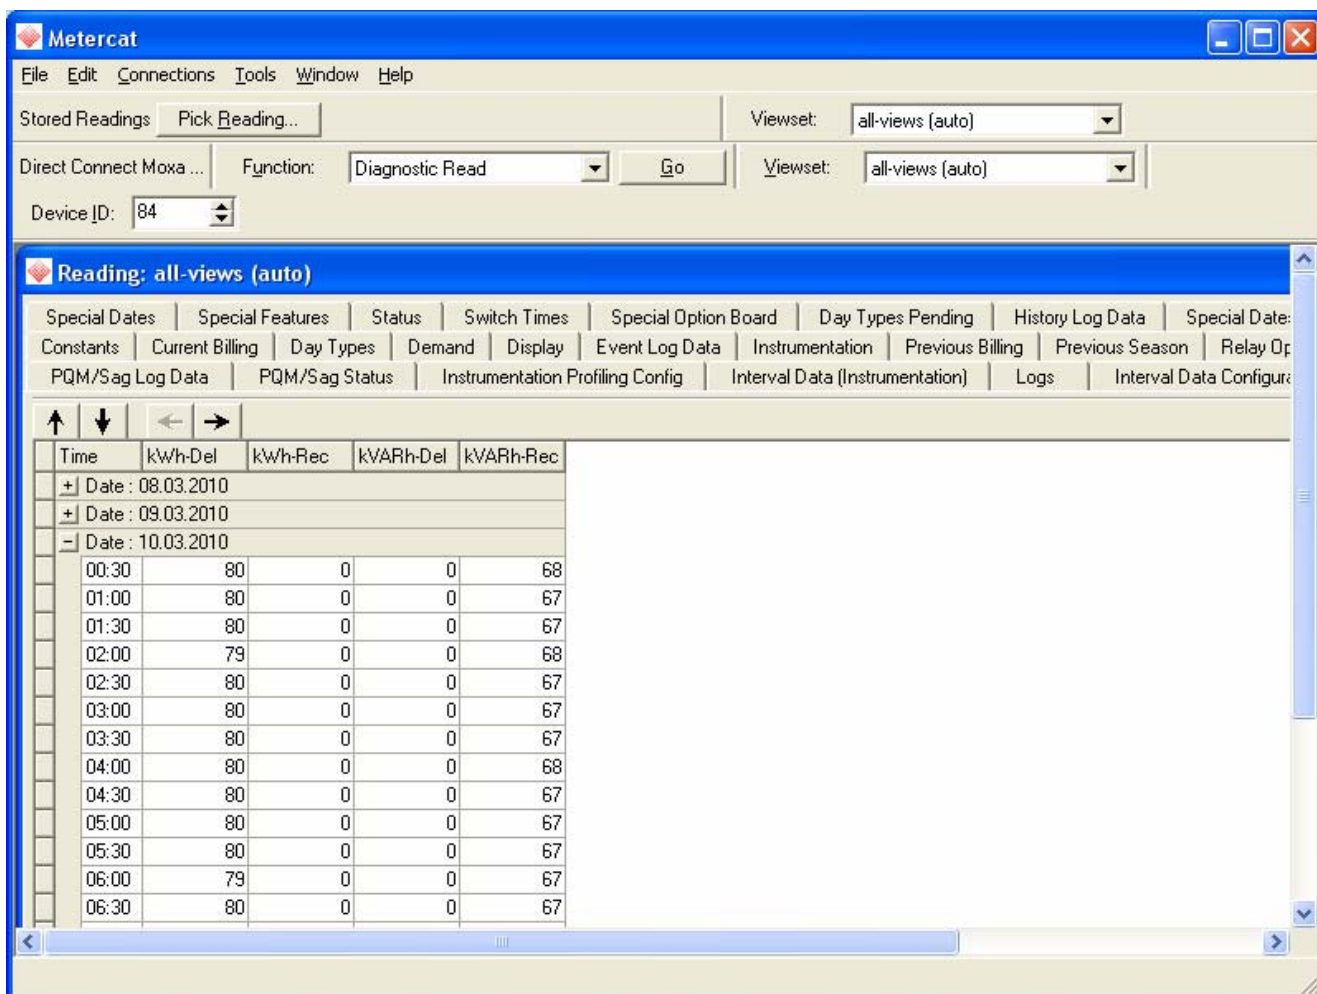 Metercat
File Edit Connections Tools Window Help
Stored Readings Pick Reading... Viewset: all-views (auto)
Direct Connect Moxa ... Function: Diagnostic Read Go Viewset: all-views (auto)
Device ID: 84
Reading: all-views (auto)
Special Dates Special Features Status Switch Times Special Option Board Day Types Pending History Log Data Special Date
Constants Current Billing Day Types Demand Display Event Log Data Instrumentation Previous Billing Previous Season Relay Op
PQM/Sag Log Data PQM/Sag Status Instrumentation Profiling Config Interval Data (Instrumentation) Logs Interval Data Configura
Time kWh-Del kWh-Rec kVARh-Del kVARh-Rec
+ Date : 08.03.2010
+ Date : 09.03.2010
- Date : 10.03.2010
00:30 80 0 0 68
01:00 80 0 0 67
01:30 80 0 0 67
02:00 79 0 0 68
02:30 80 0 0 67
03:00 80 0 0 67
03:30 80 0 0 67
04:00 80 0 0 68
04:30 80 0 0 67
05:00 80 0 0 67
05:30 80 0 0 67
06:00 79 0 0 67
06:30 80 0 0 67